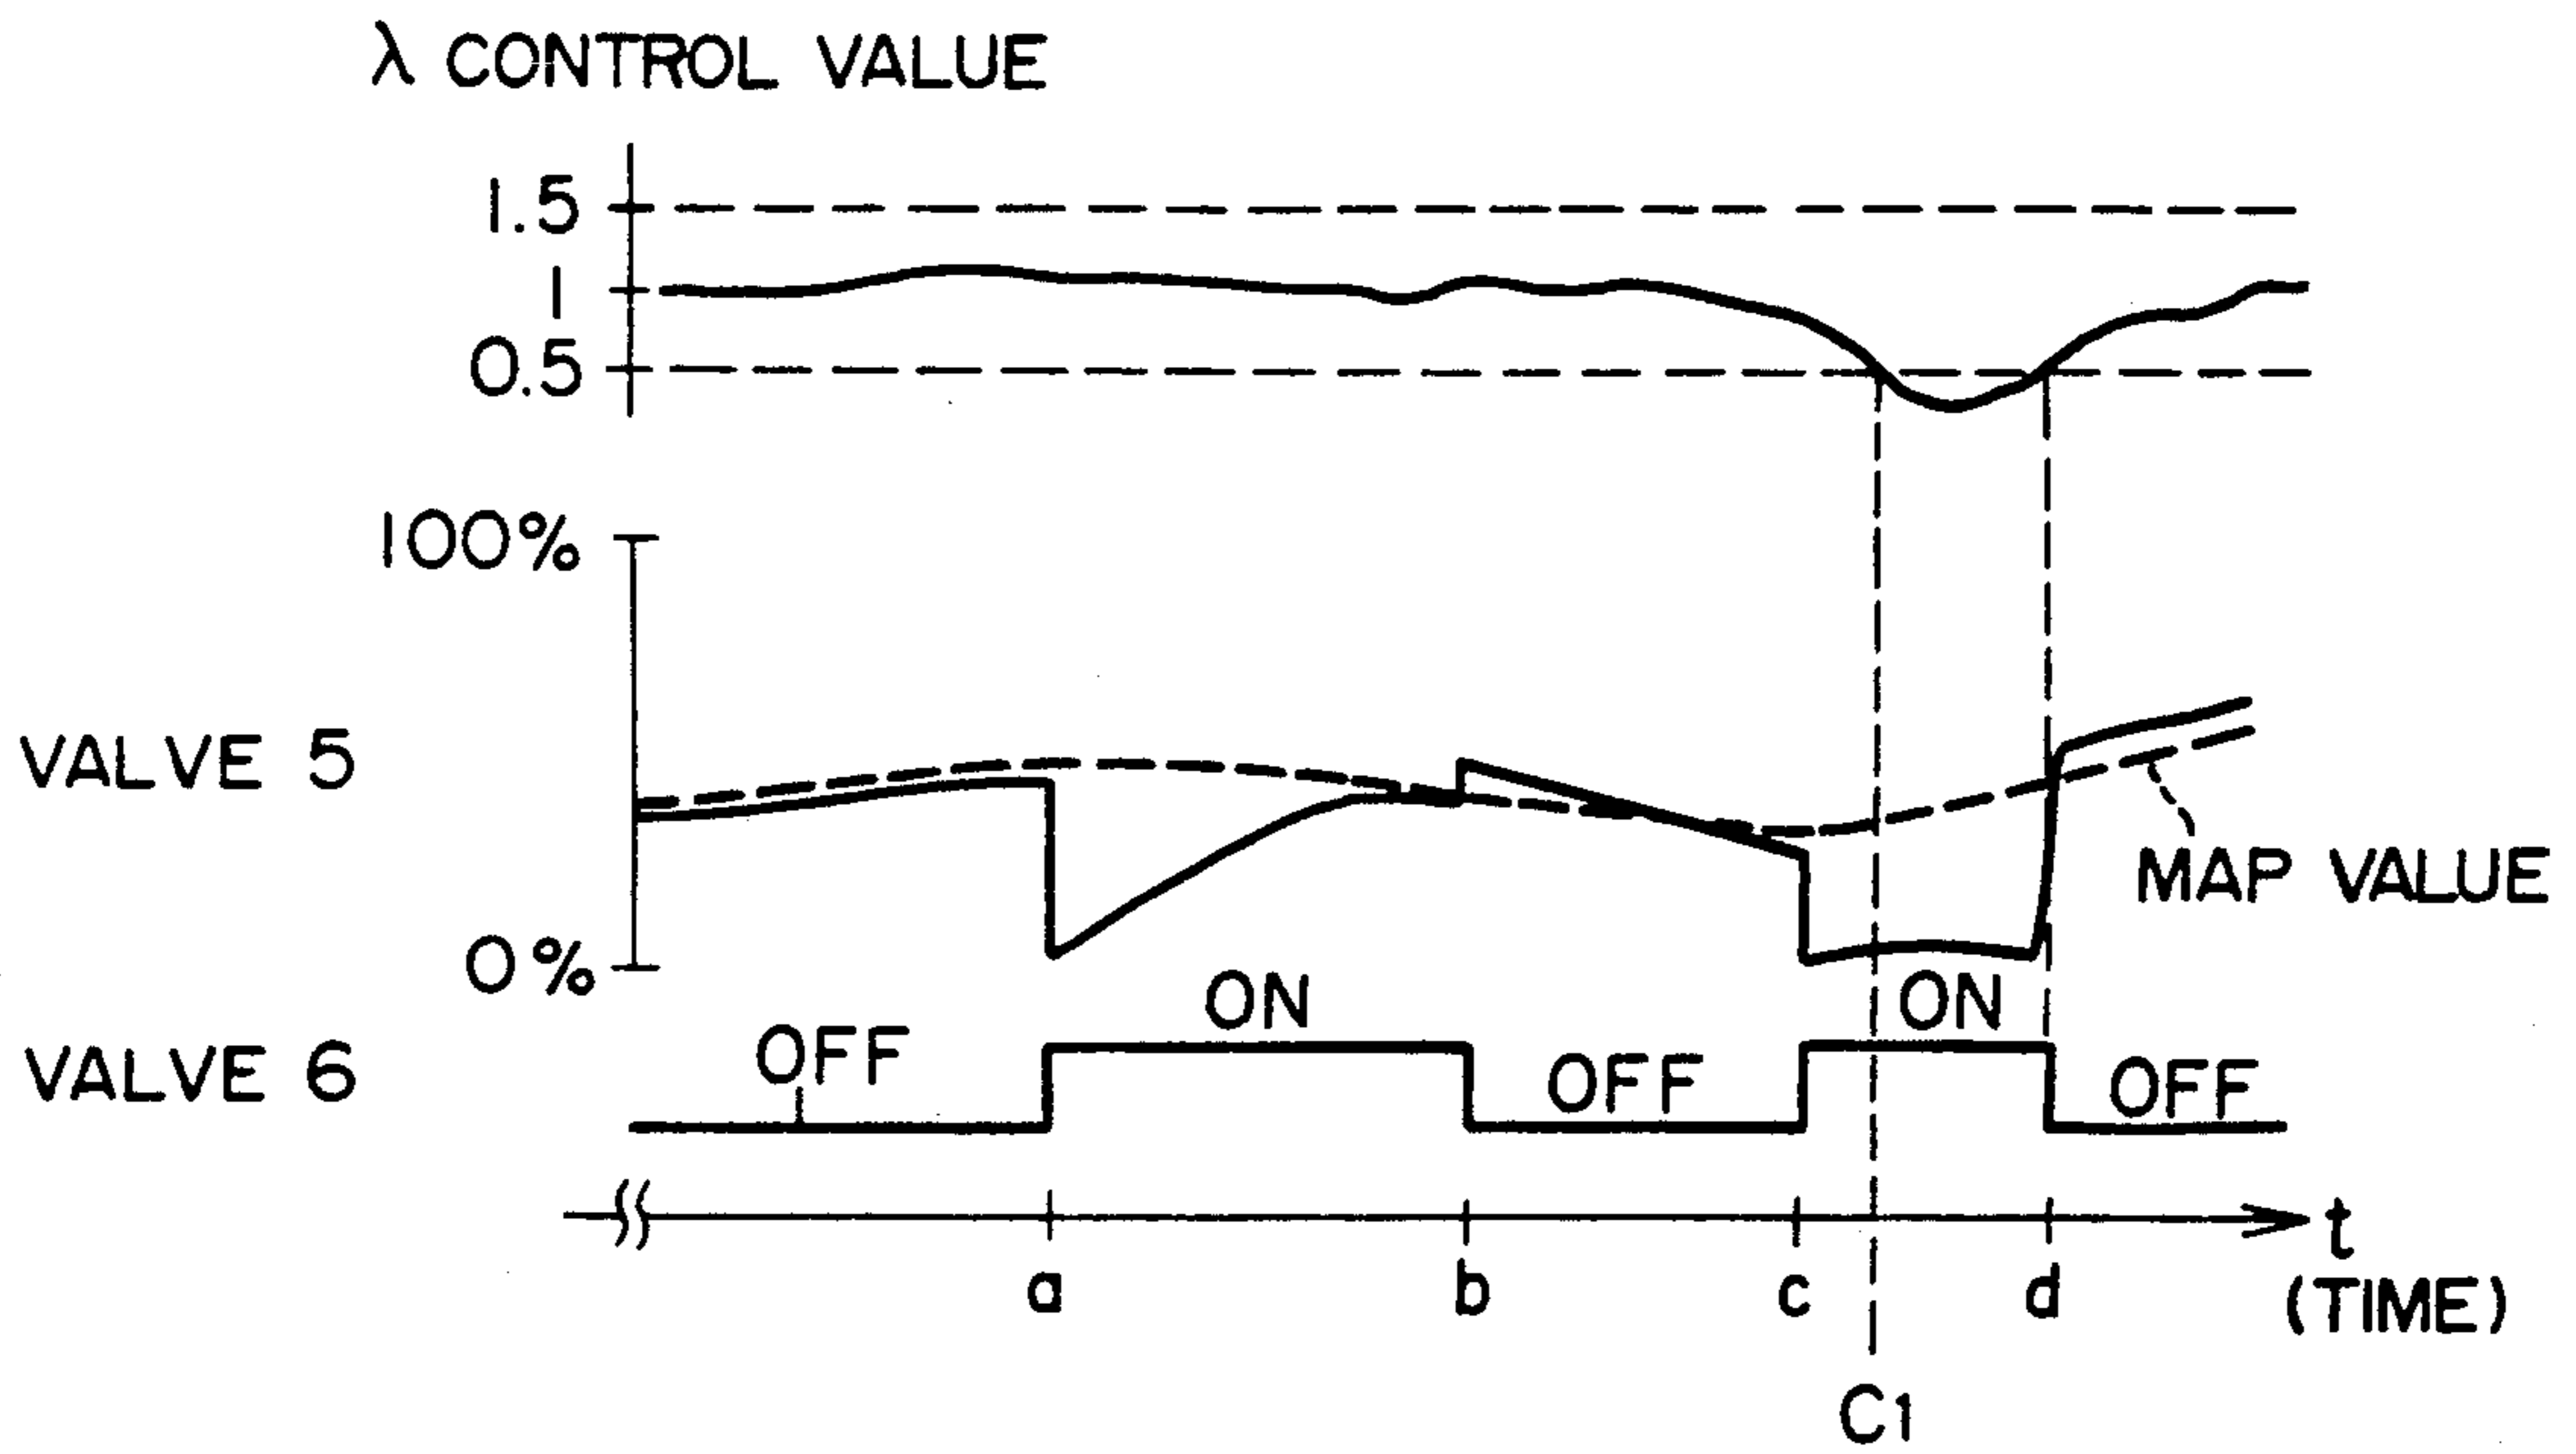 λ CONTROL VALUE
1.5
1
0.5
100%
VALVE 5
MAP VALUE
0%
ON
ON
VALVE 6
OFF
OFF
OFF
t
a
b
c
d
(TIME)
C1